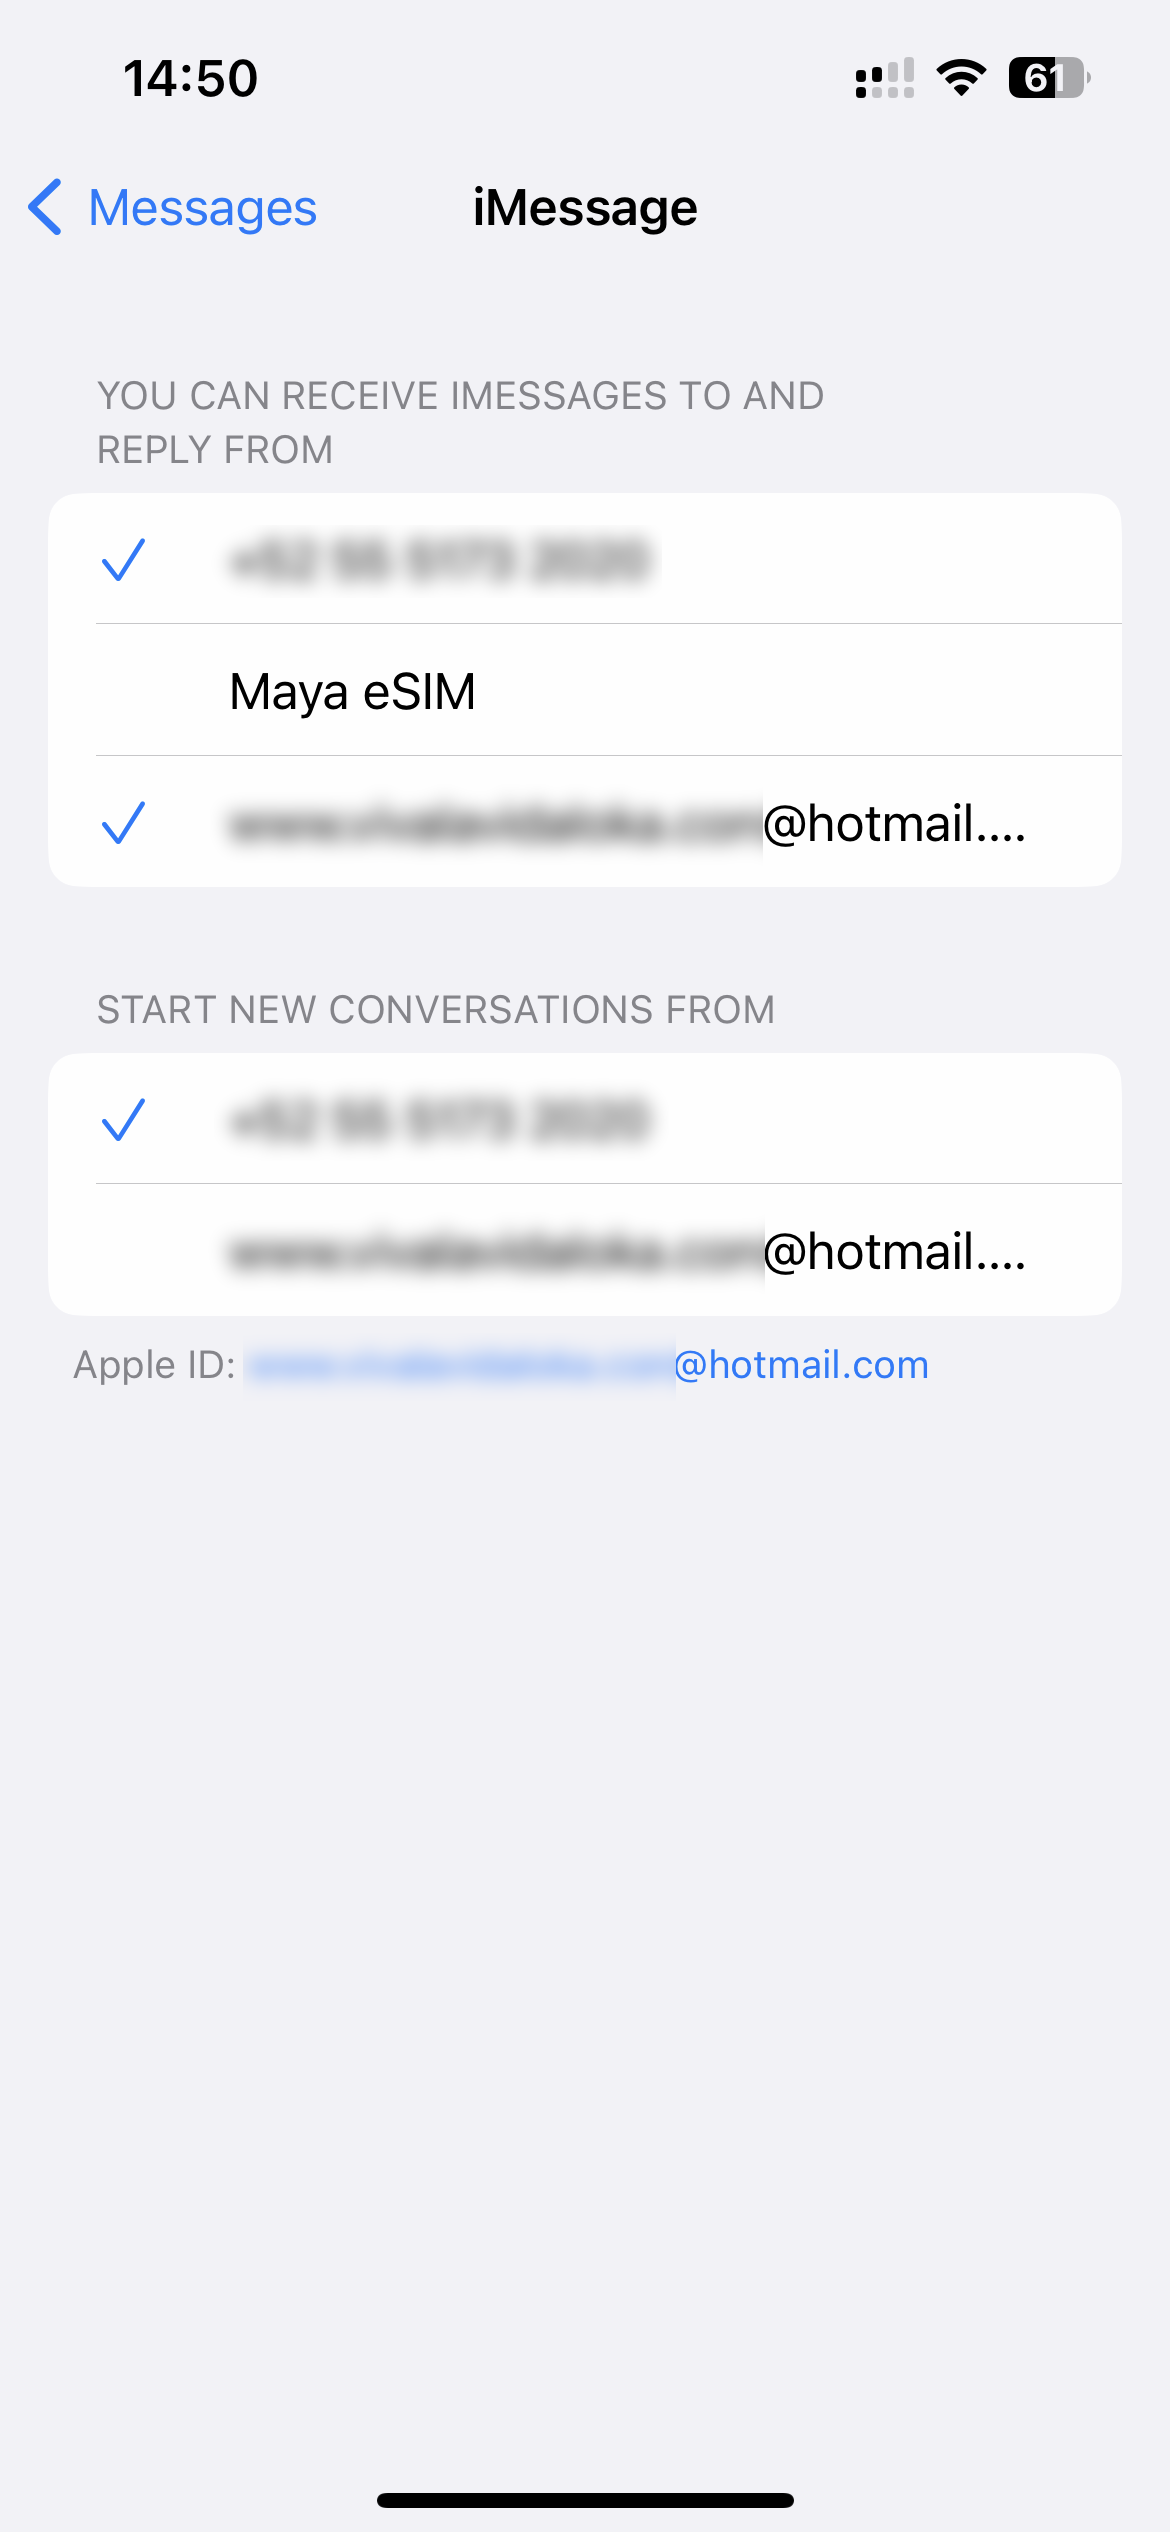 14:50
61
Messages
iMessage
YOU CAN RECEIVE IMESSAGES TO AND
REPLY FROM
Maya eSIM
@hotmail....
START NEW CONVERSATIONS FROM
@hotmail....
Apple ID: @hotmail.com